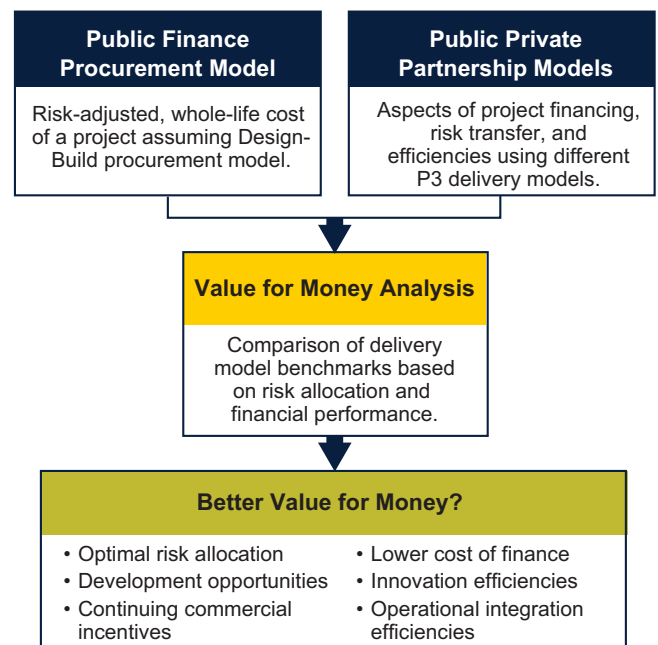 Public Finance
Procurement Model
Risk-adjusted, whole-life cost
of a project assuming Design-
Build procurement model.
Public Private
Partnership Models
Aspects of project financing,
risk transfer, and
efficiencies using different
P3 delivery models.
Value for Money Analysis
Comparison of delivery
model benchmarks based
on risk allocation and
financial performance.
Better Value for Money?
• Optimal risk allocation
• Development opportunities
• Continuing commercial
incentives
• Lower cost of finance
• Innovation efficiencies
• Operational integration
efficiencies